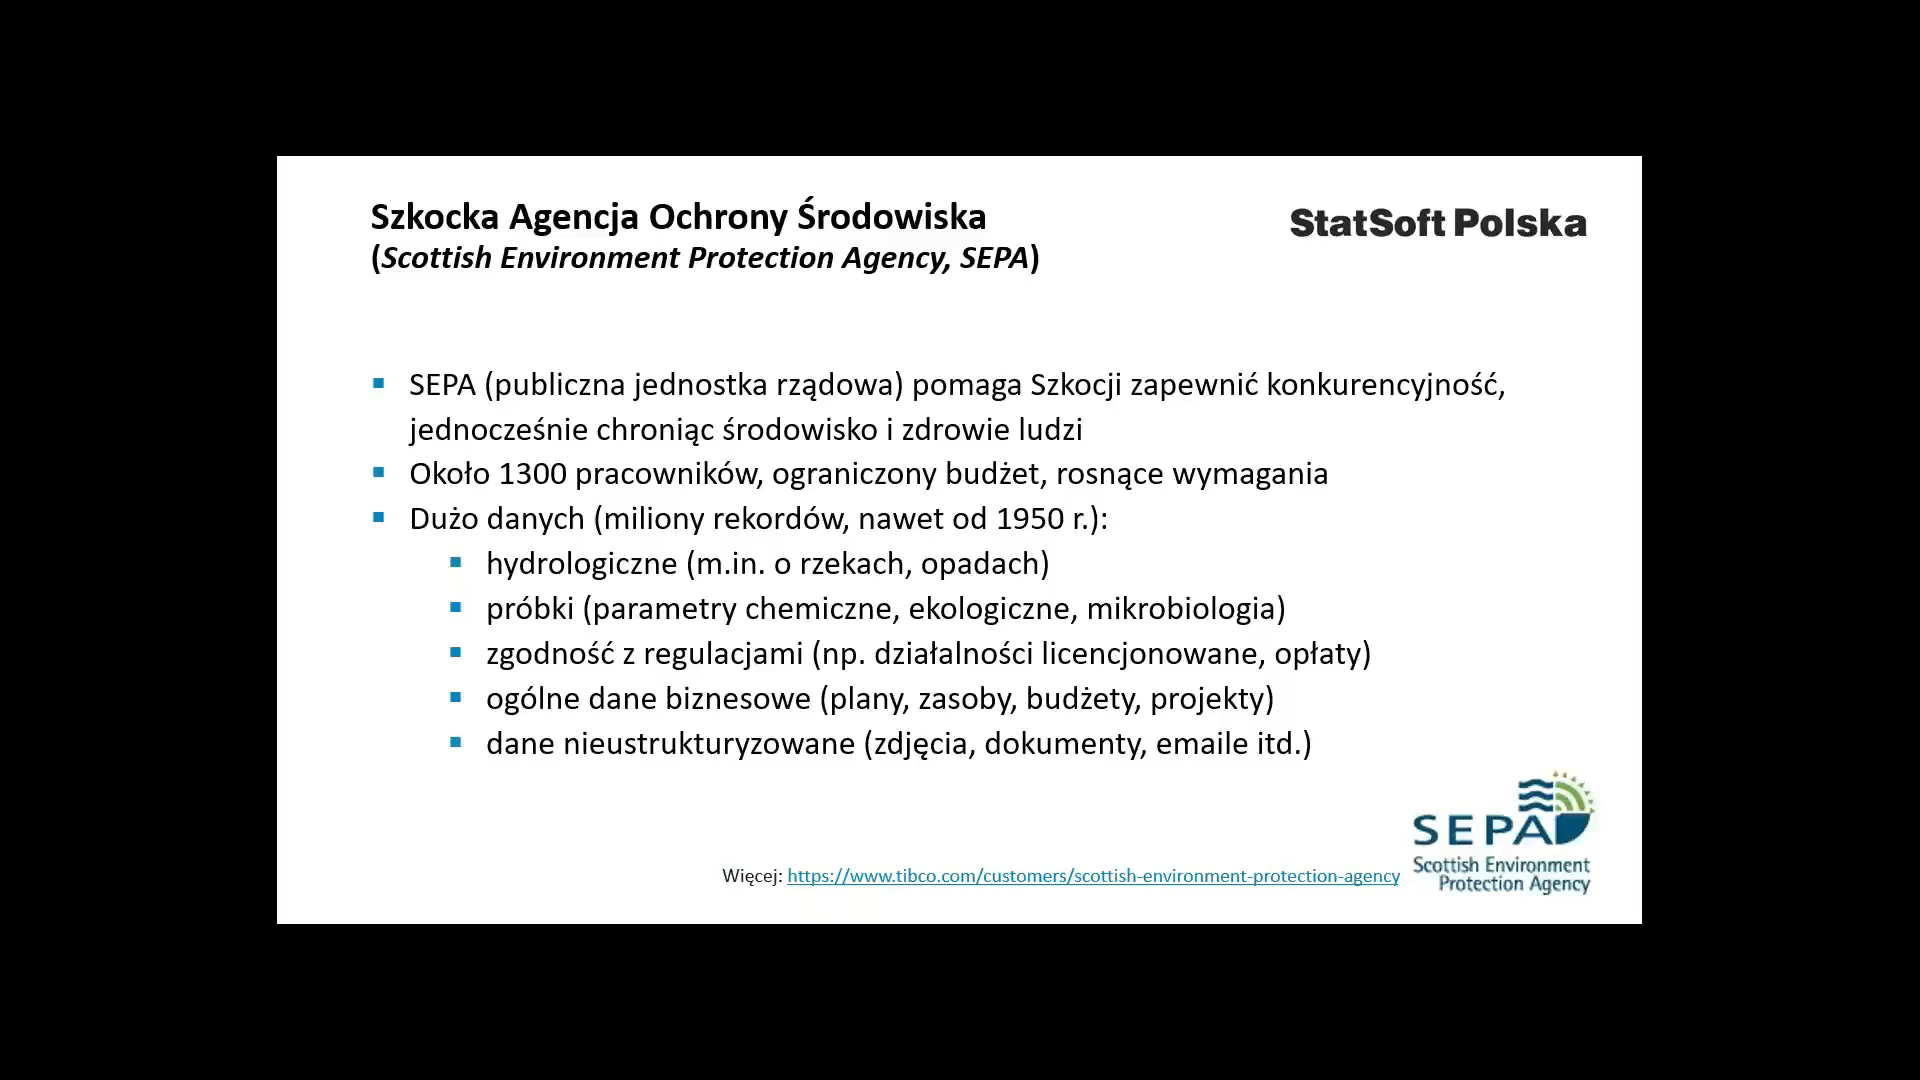 Szkocka Agencja Ochrony Środowiska
(Scottish Environment Protection Agency, SEPA)
StatSoft Polska
SEPA (publiczna jednostka rządowa) pomaga Szkocji zapewnić konkurencyjność,
jednocześnie chroniąc środowisko i zdrowie ludzi
Około 1300 pracowników, ograniczony budżet, rosnące wymagania
Dużo danych (miliony rekordów, nawet od 1950 r.):
hydrologiczne (m.in. o rzekach, opadach)
próbki (parametry chemiczne, ekologiczne, mikrobiologia)
zgodność z regulacjami (np. działalności licencjonowane, opłaty)
ogólne dane biznesowe (plany, zasoby, budżety, projekty)
dane nieustrukturyzowane (zdjęcia, dokumenty, emaile itd.)
Więcej: https://www.tibco.com/customers/scottish-environment-protection-agency
SEPA
Scottish Environment
Protection Agency